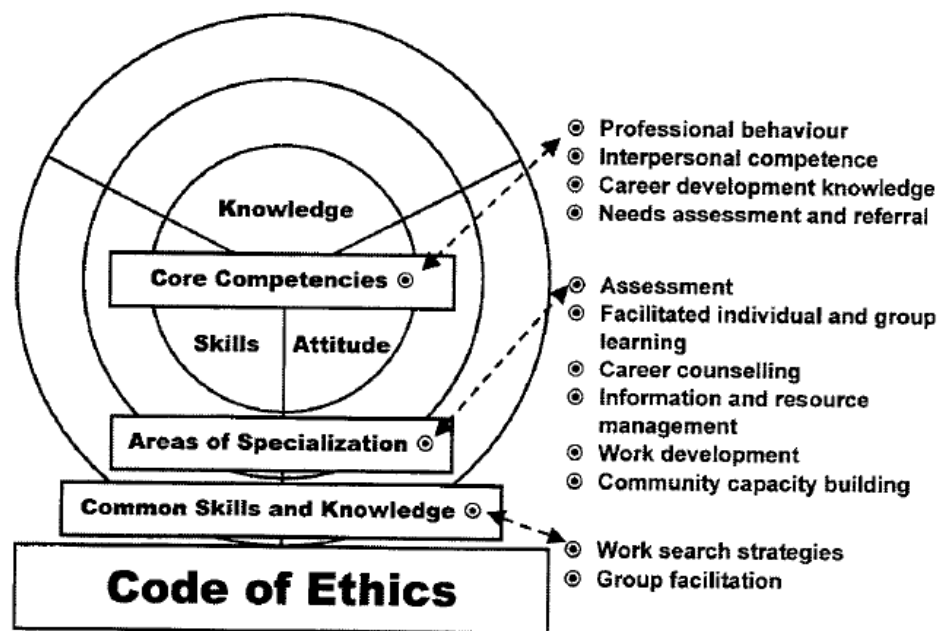 Knowledge
Core Competencies
Skills
Attitude
Areas of Specialization
Common Skills and Knowledge
Code of Ethics
Professional behaviour
Interpersonal competence
Career development knowledge
Needs assessment and referral
Assessment
Facilitated individual and group
learning
Career counselling
Information and resource
management
Work development
Community capacity building
Work search strategies
Group facilitation